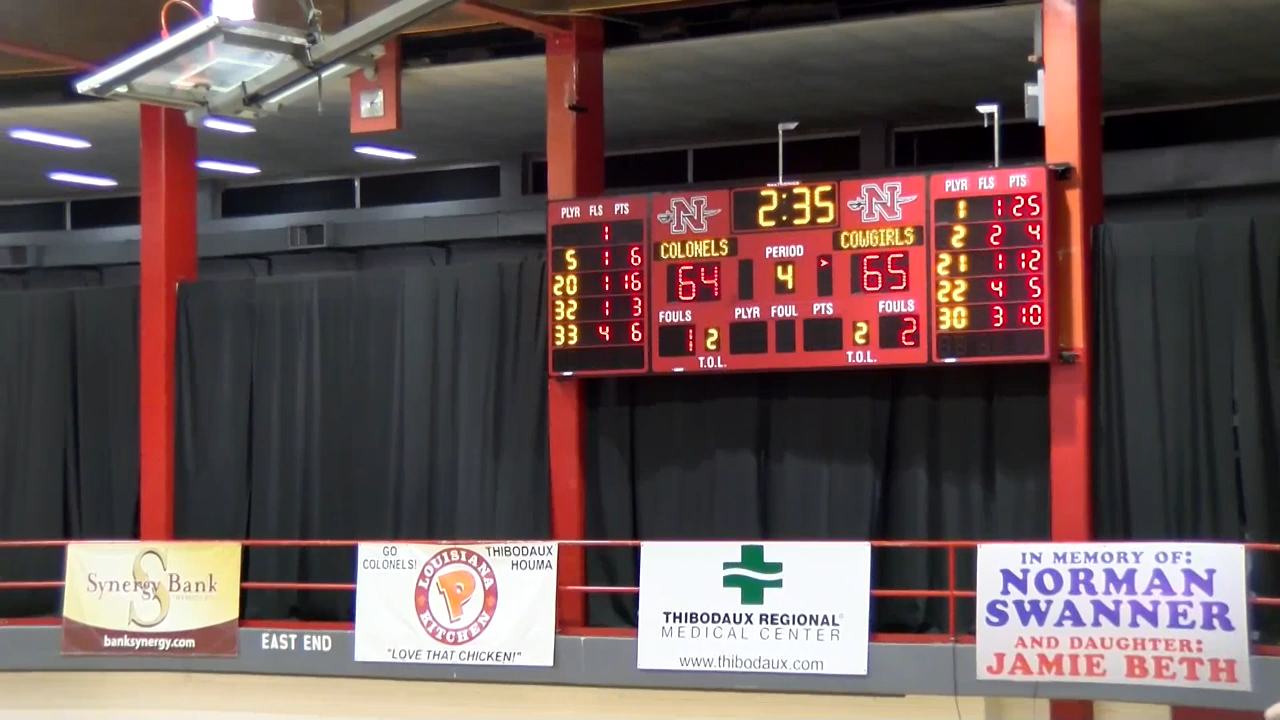 PLYR FLS PTS
1
5 1 6
20 1 16
32 1 3
33 4 6
N
2:35
N
COLONELS
PERIOD
COWGIRLS
64
4
65
FOULS
PLYR FOUL PTS
FOULS
1 2
2 2
T.O.L.
T.O.L.
PLYR FLS PTS
1 1 25
2 2 4
21 1 12
22 4 5
30 3 10
Synergy Bank
S
banksynergy.com
EAST END
GO
COLONELS!
THIBODAUX
HOUMA
LOUISIANA
P
KITCHEN
"LOVE THAT CHICKEN!"
THIBODAUX REGIONAL
MEDICAL CENTER
www.thibodaux.com
IN MEMORY OF:
NORMAN
SWANNER
AND DAUGHTER:
JAMIE BETH